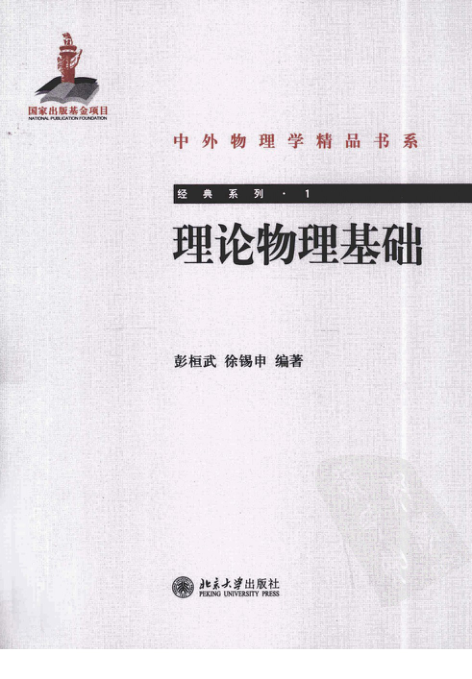 国家出版基金项目
NATIONAL PUBLICATION FOUNDATION
中外物理学精品书系
经典系列·1
理论物理基础
彭桓武 徐锡申 编著
北京大学出版社
PEKING UNIVERSITY PRESS